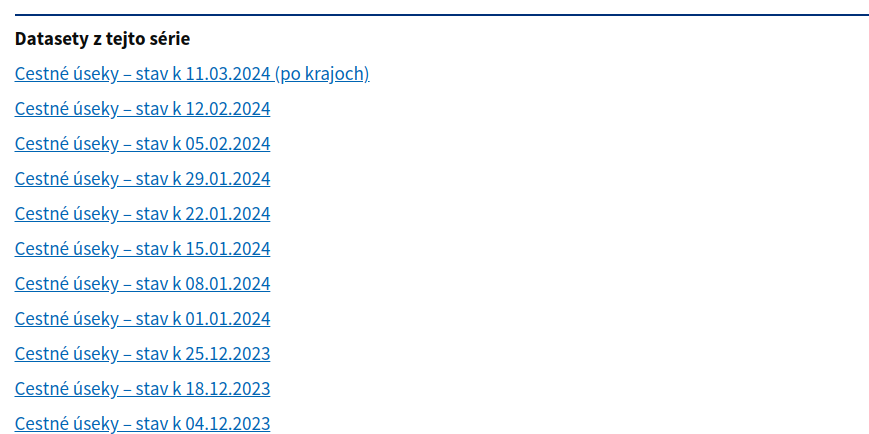 Datasety z tejto série
Cestné úseky – stav k 11.03.2024 (po krajoch)
Cestné úseky – stav k 12.02.2024
Cestné úseky – stav k 05.02.2024
Cestné úseky – stav k 29.01.2024
Cestné úseky – stav k 22.01.2024
Cestné úseky – stav k 15.01.2024
Cestné úseky – stav k 08.01.2024
Cestné úseky – stav k 01.01.2024
Cestné úseky – stav k 25.12.2023
Cestné úseky – stav k 18.12.2023
Cestné úseky – stav k 04.12.2023